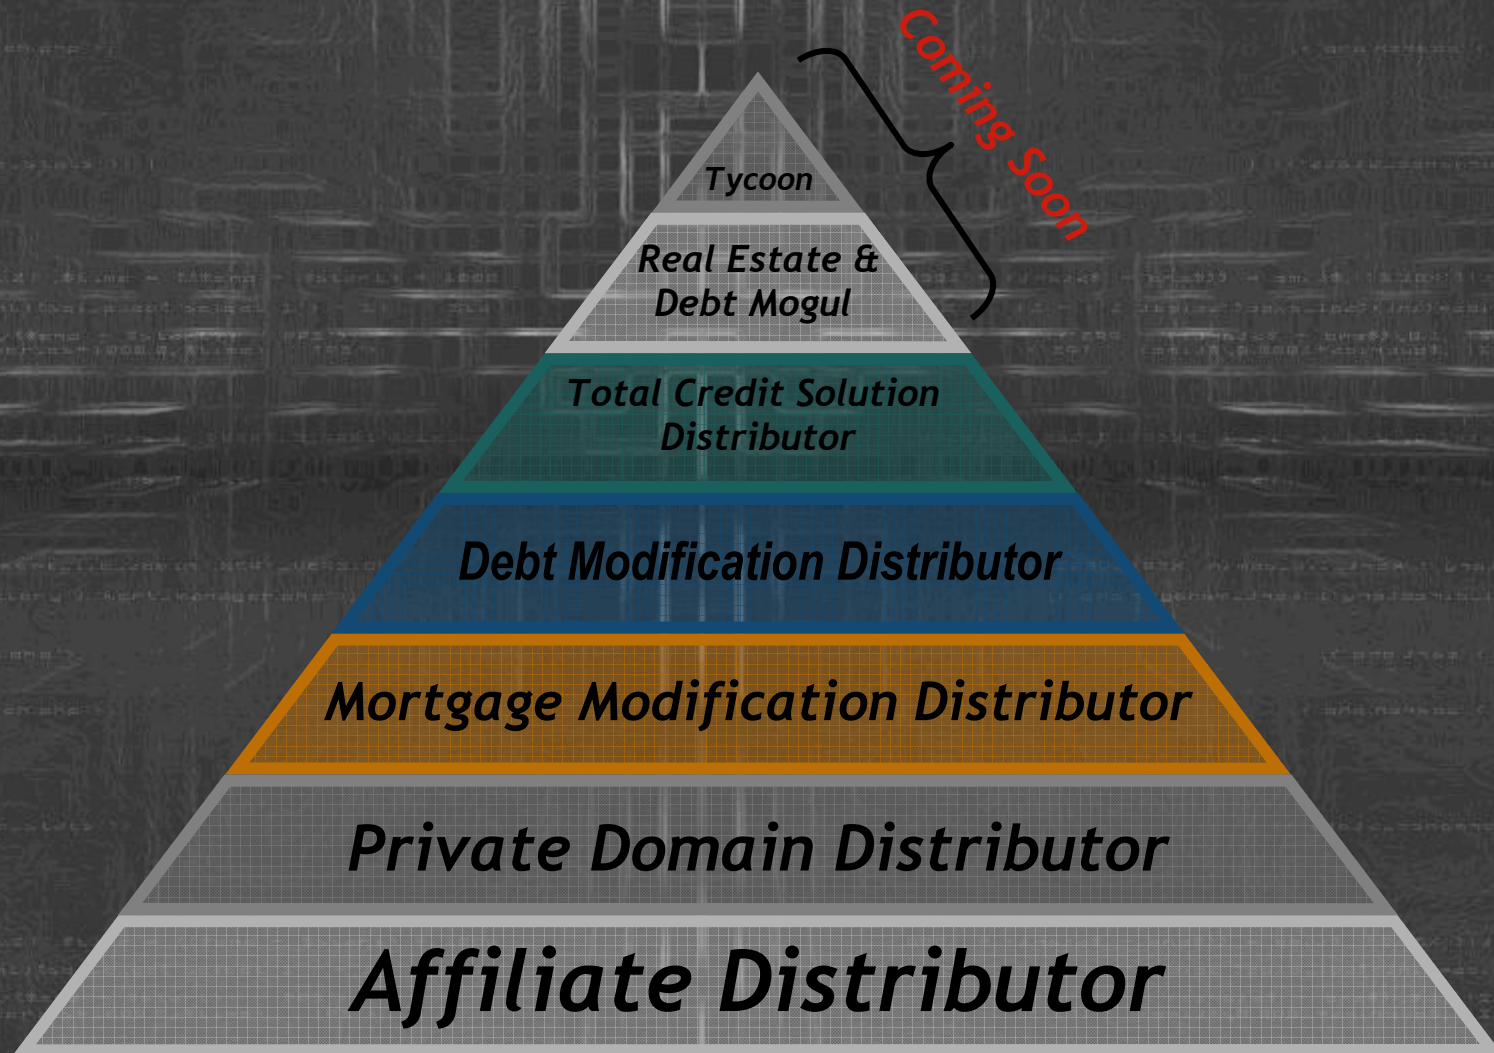 Coming Soon
Tycoon
Real Estate &
Debt Mogul
Total Credit Solution
Distributor
Debt Modification Distributor
Mortgage Modification Distributor
Private Domain Distributor
Affiliate Distributor